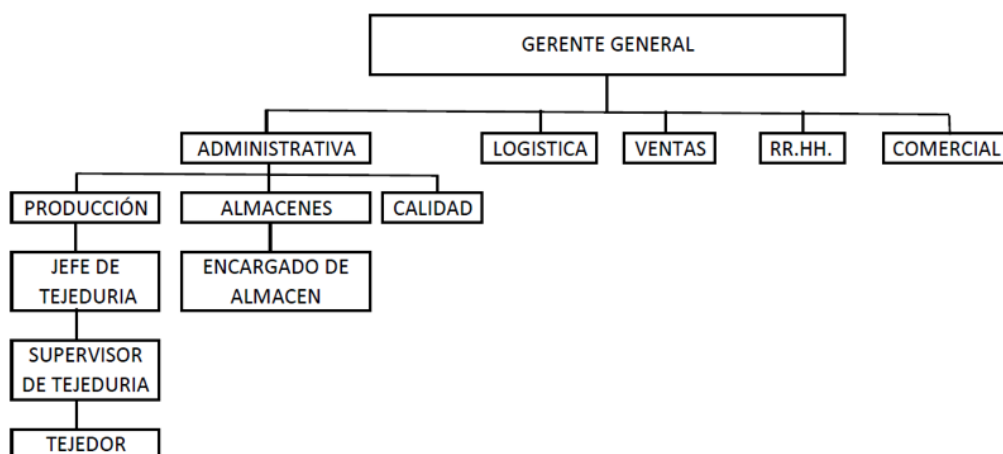 GERENTE GENERAL
ADMINISTRATIVA
LOGISTICA
VENTAS
RR.HH.
COMERCIAL
PRODUCCIÓN
ALMACENES
CALIDAD
JEFE DE
TEJEDURIA
ENCARGADO DE
ALMACEN
SUPERVISOR
DE TEJEDURIA
TEJEDOR